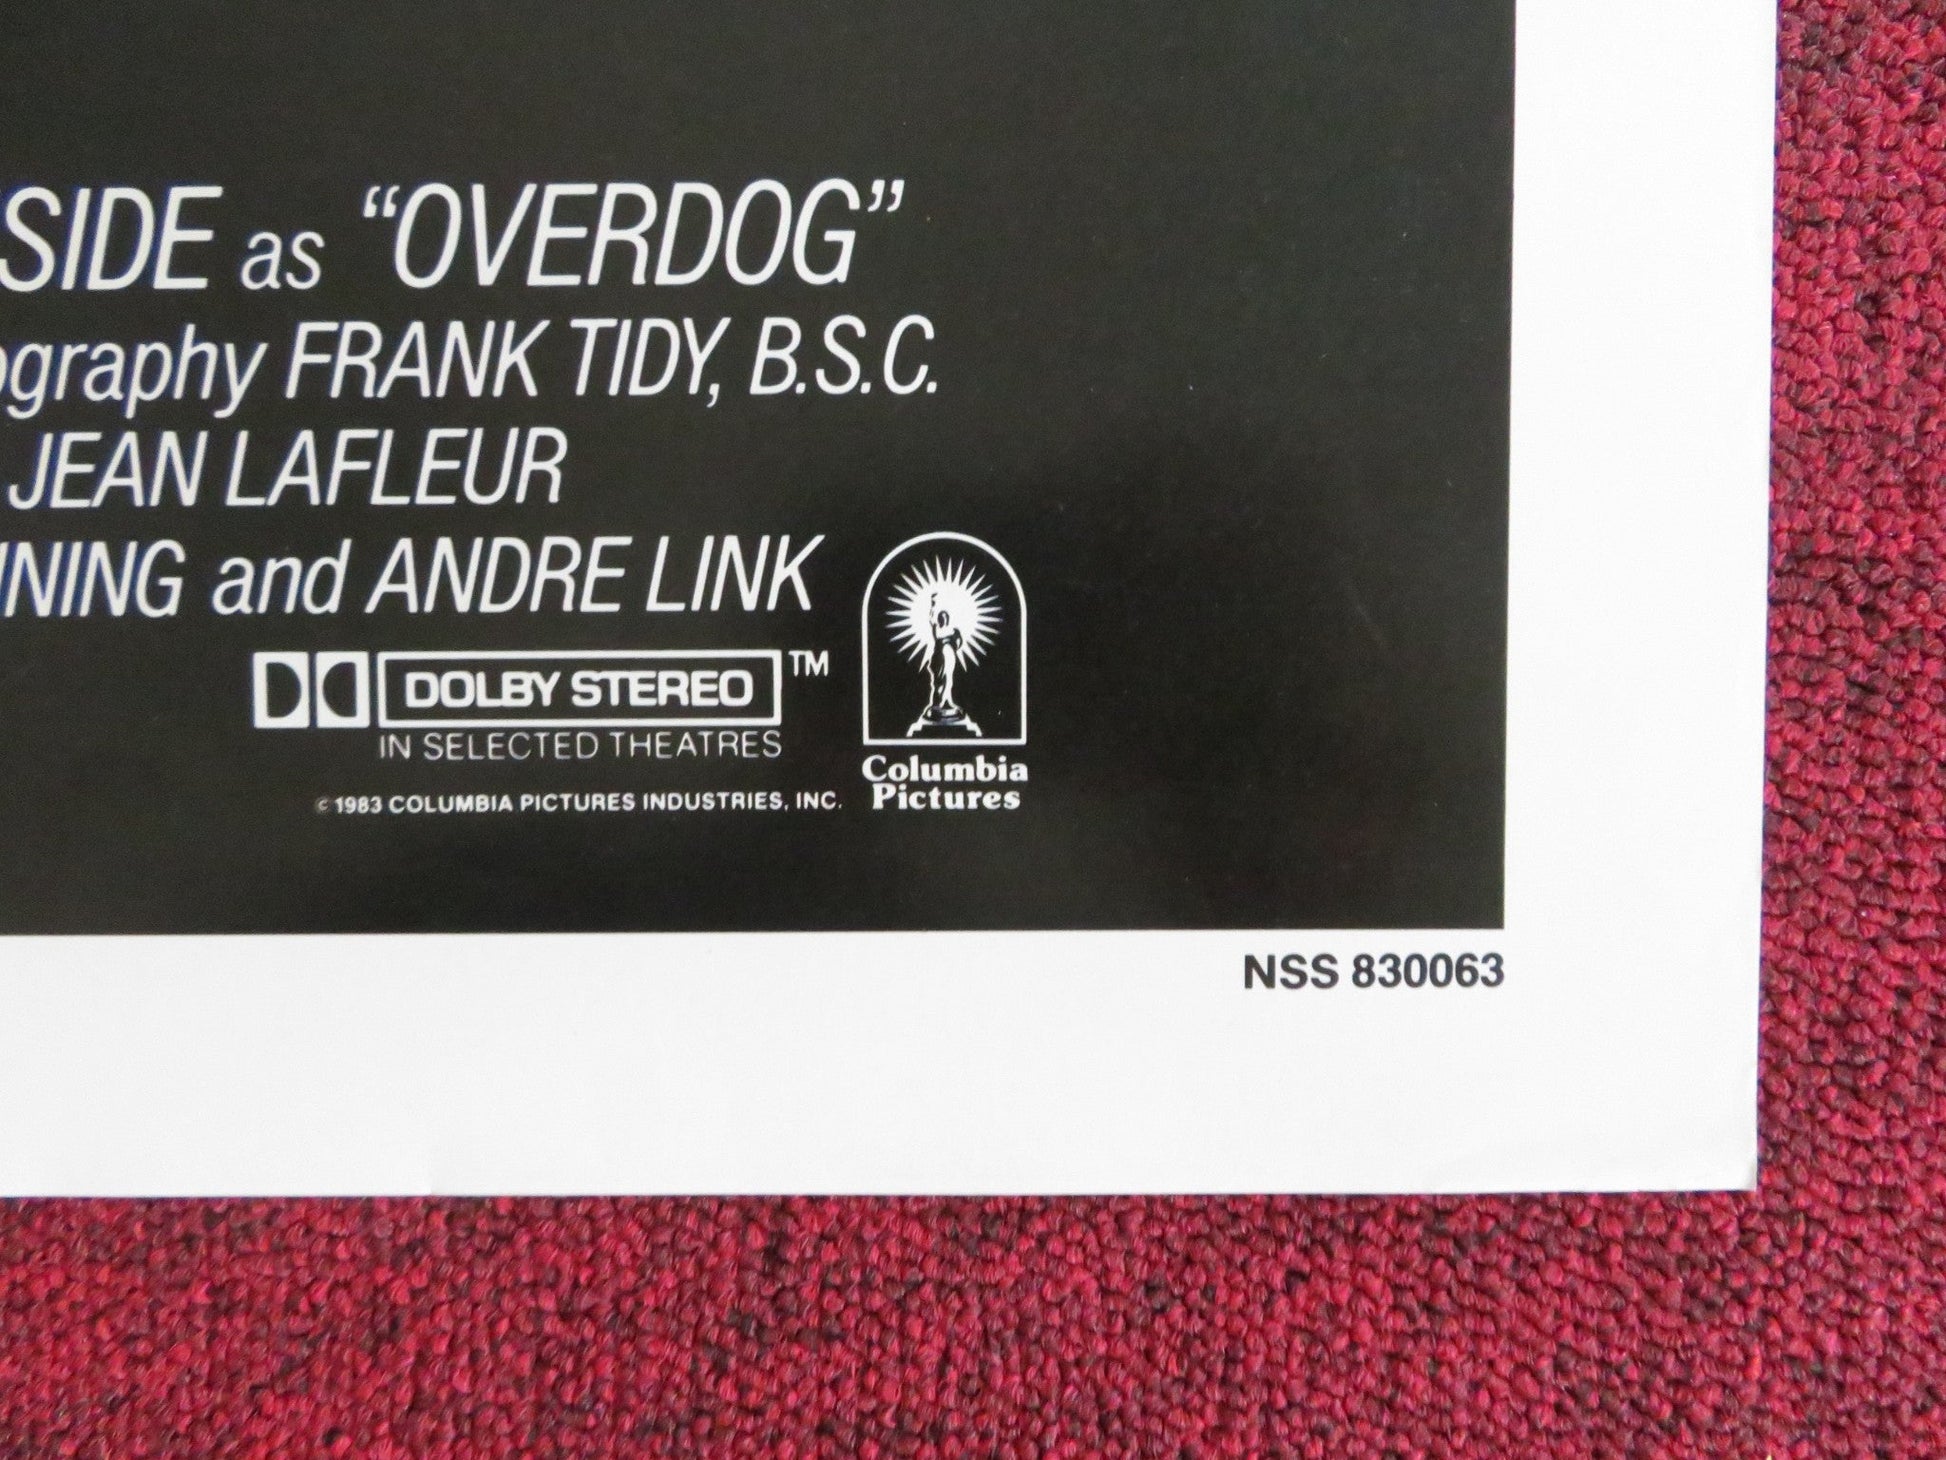 SIDE as “OVERDOG”
ography FRANK TIDY, B.S.C.
JEAN LAFLEUR
NING and ANDRE LINK
DOLBY STEREO ™
IN SELECTED THEATRES
© 1983 COLUMBIA PICTURES INDUSTRIES, INC.
Columbia
Pictures
NSS 830063